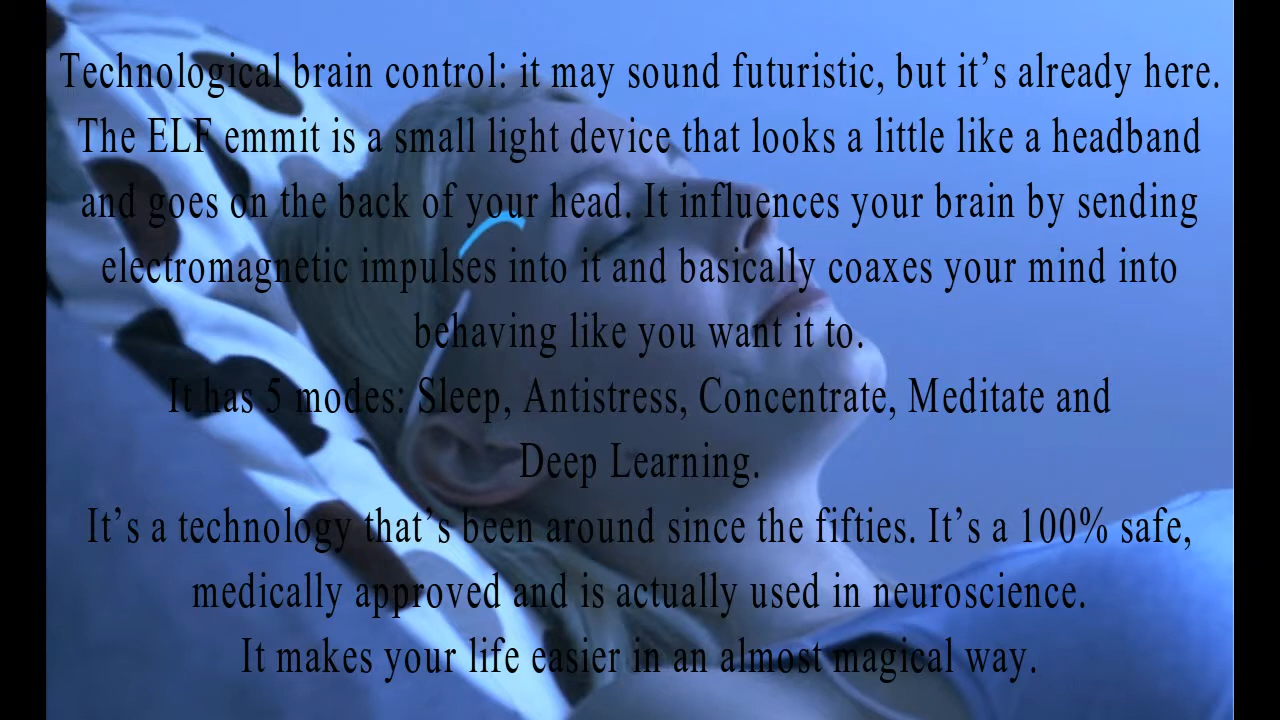 Technological brain control: it may sound futuristic, but it’s already here.
The ELF emmit is a small light device that looks a little like a headband
and goes on the back of your head. It influences your brain by sending
electromagnetic impulses into it and basically coaxes your mind into
behaving like you want it to.
It has 5 modes: Sleep, Antistress, Concentrate, Meditate and
Deep Learning.
It’s a technology that’s been around since the fifties. It’s a 100% safe,
medically approved and is actually used in neuroscience.
It makes your life easier in an almost magical way.